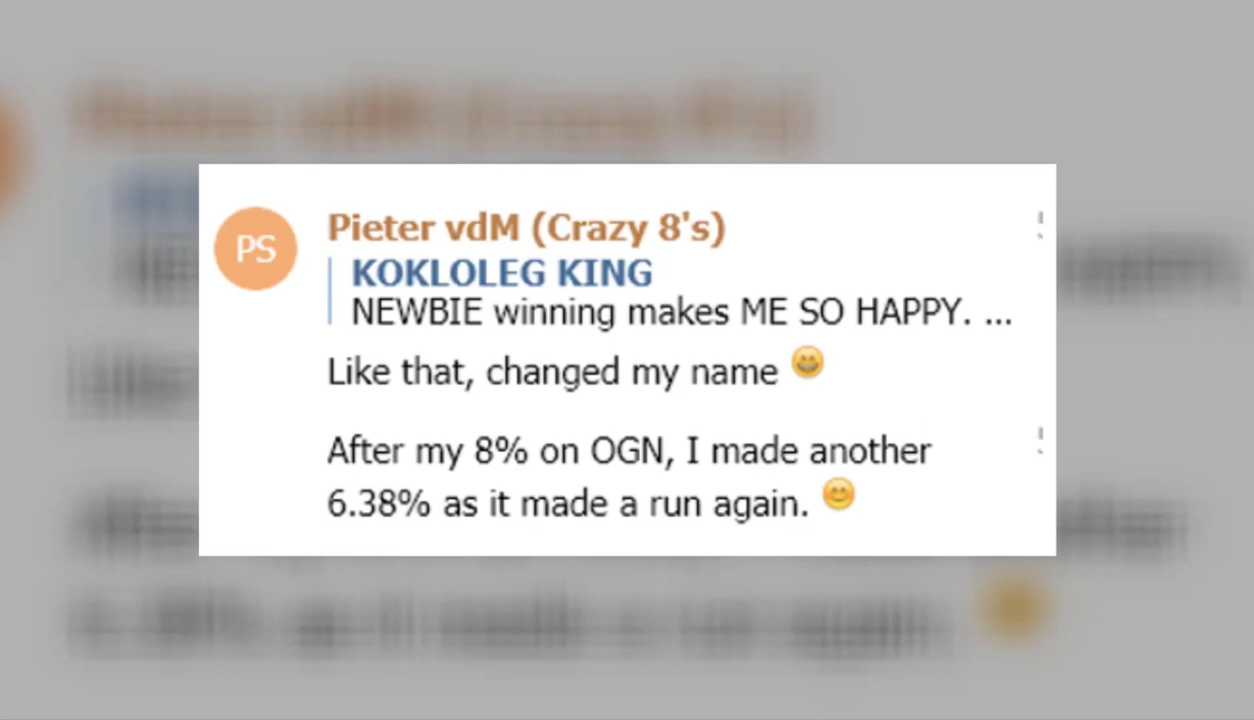 PS
Pieter vdM (Crazy 8's)
KOKLOLEG KING
NEWBIE winning makes ME SO HAPPY. ...
Like that, changed my name 😄
After my 8% on OGN, I made another
6.38% as it made a run again. 😊